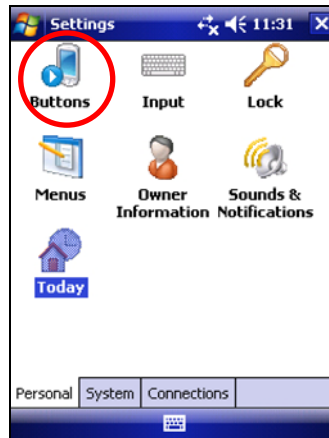 Settings 11:31
Buttons Input Lock
Menus Owner Information Sounds & Notifications
Today
Personal System Connections